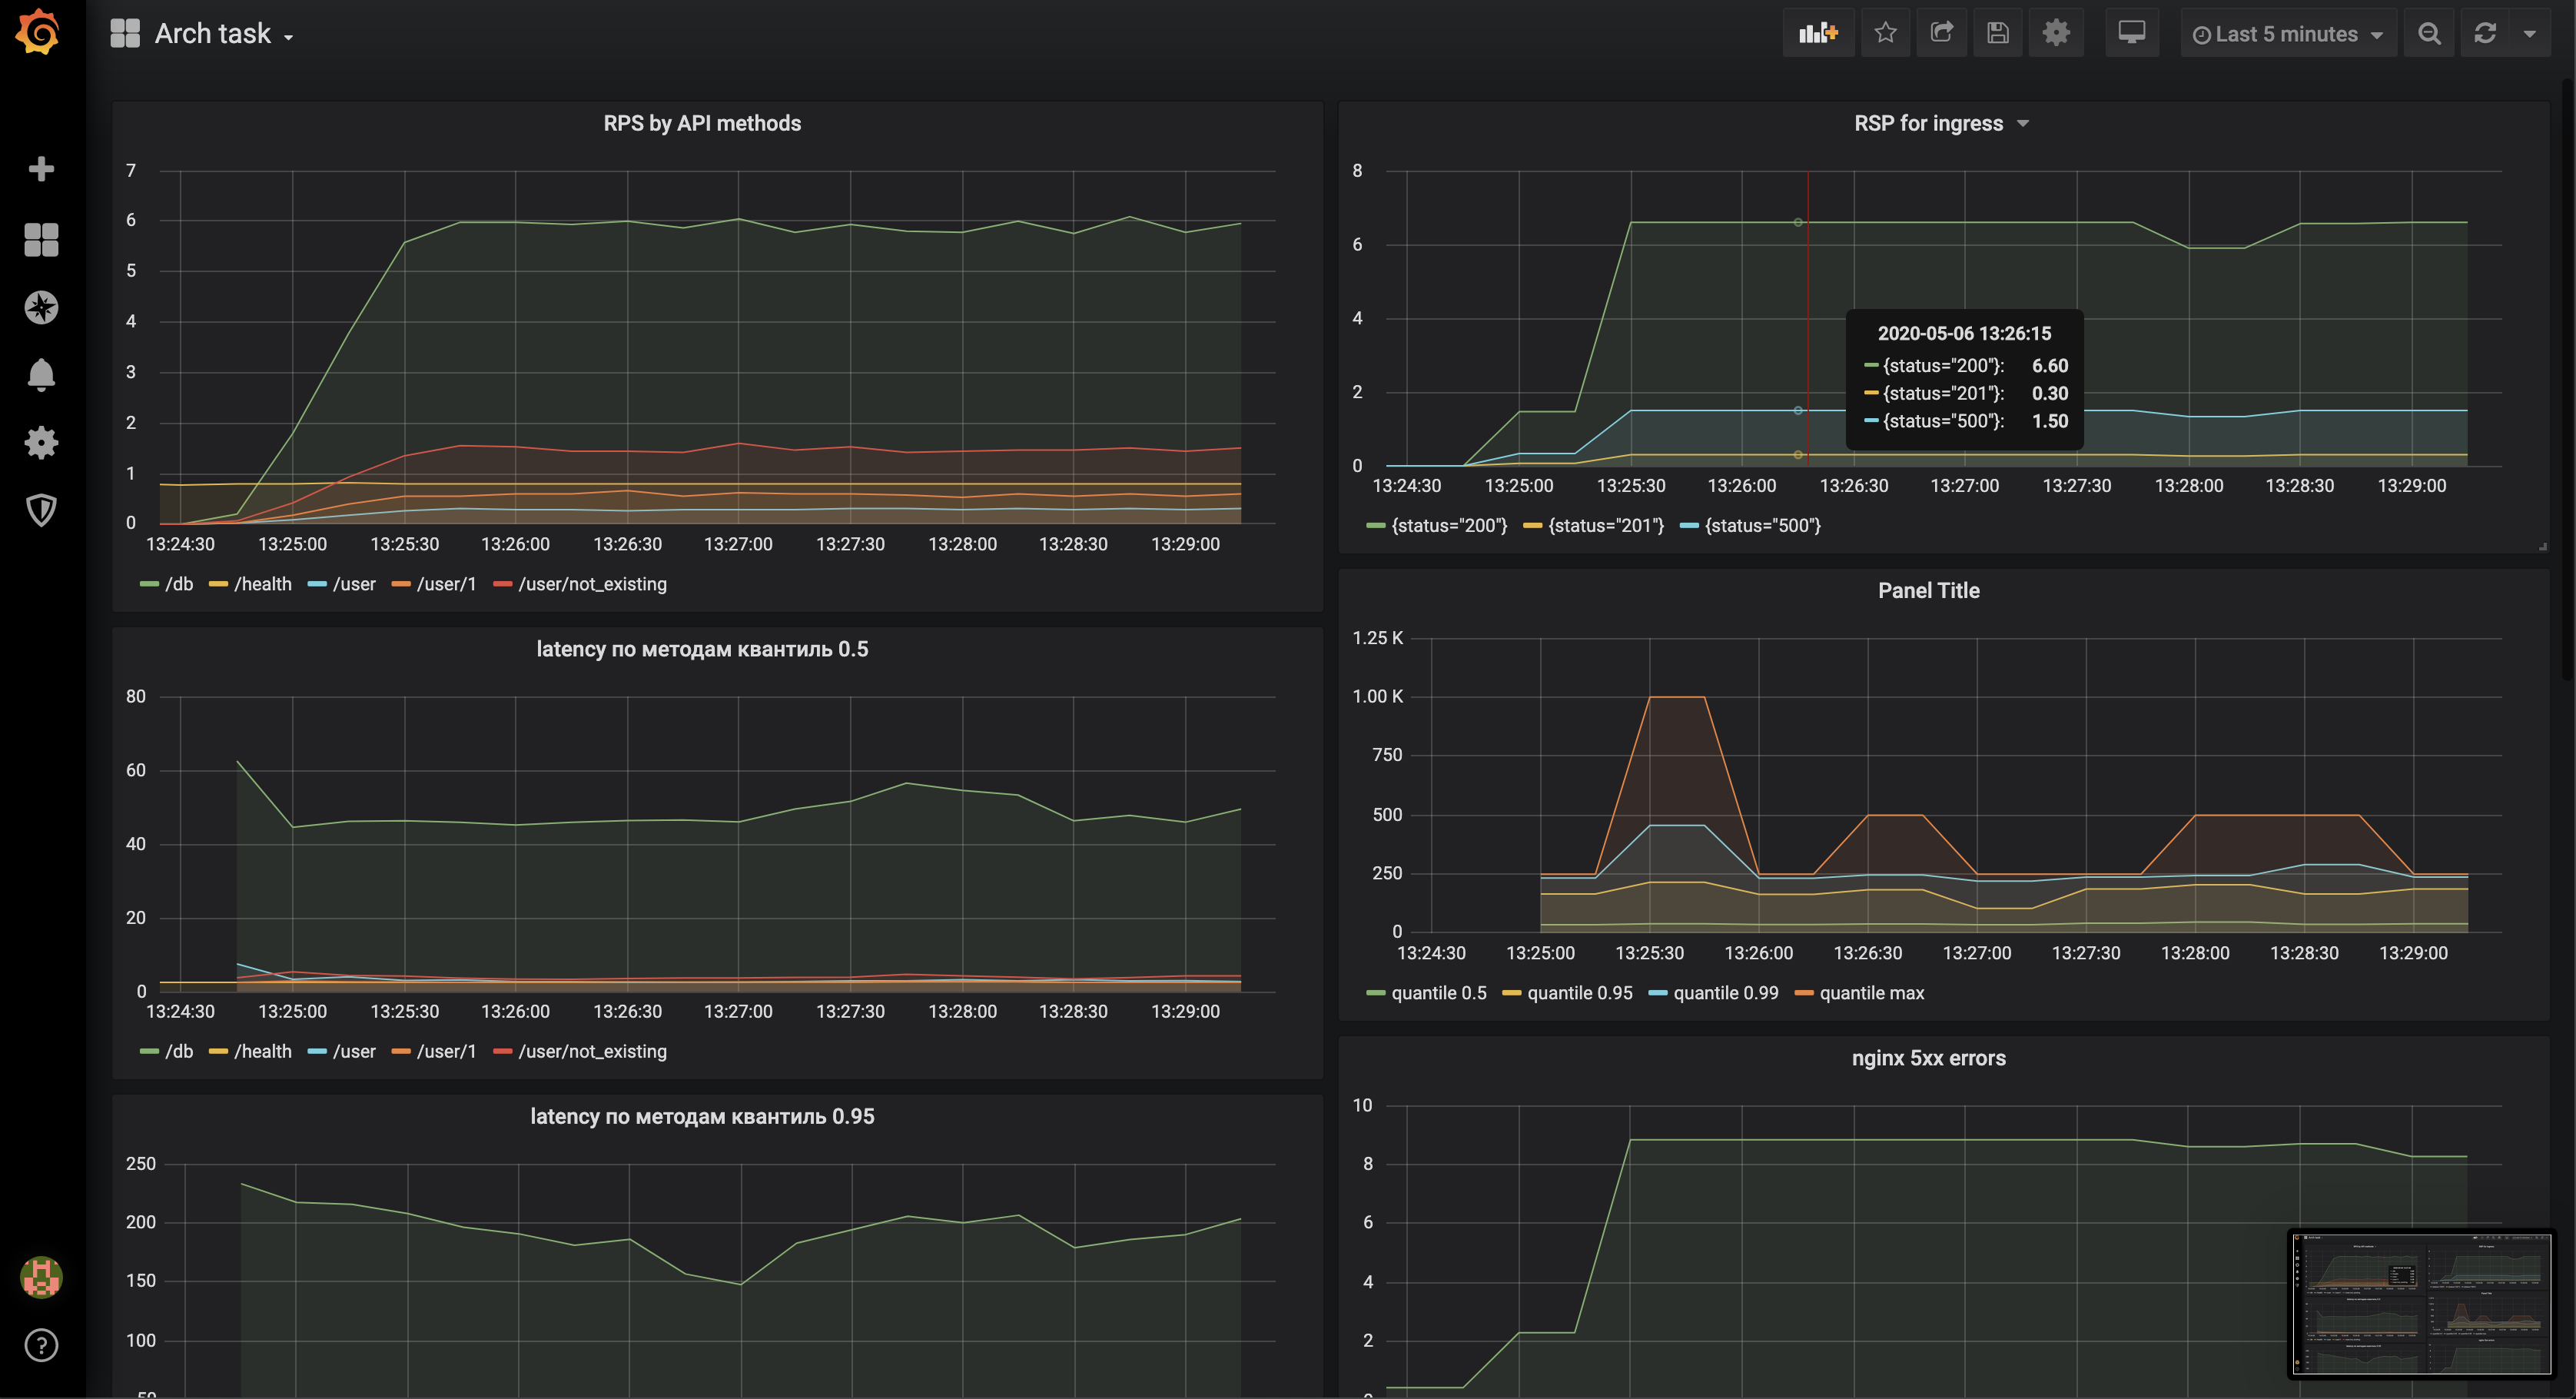 Arch task
Last 5 minutes
RPS by API methods
7
6
5
4
3
2
1
0
13:24:30 13:25:00 13:25:30 13:26:00 13:26:30 13:27:00 13:27:30 13:28:00 13:28:30 13:29:00
/db /health /user /user/1 /user/not_existing
RSP for ingress
8
6
4
2
0
2020-05-06 13:26:15
{status="200"}: 6.60
{status="201"}: 0.30
{status="500"}: 1.50
13:24:30 13:25:00 13:25:30 13:26:00 13:26:30 13:27:00 13:27:30 13:28:00 13:28:30 13:29:00
{status="200"} {status="201"} {status="500"}
latency по методам квантиль 0.5
80
60
40
20
0
13:24:30 13:25:00 13:25:30 13:26:00 13:26:30 13:27:00 13:27:30 13:28:00 13:28:30 13:29:00
/db /health /user /user/1 /user/not_existing
Panel Title
1.25 K
1.00 K
750
500
250
0
13:24:30 13:25:00 13:25:30 13:26:00 13:26:30 13:27:00 13:27:30 13:28:00 13:28:30 13:29:00
quantile 0.5 quantile 0.95 quantile 0.99 quantile max
latency по методам квантиль 0.95
250
200
150
100
50
nginx 5xx errors
10
8
6
4
2
0